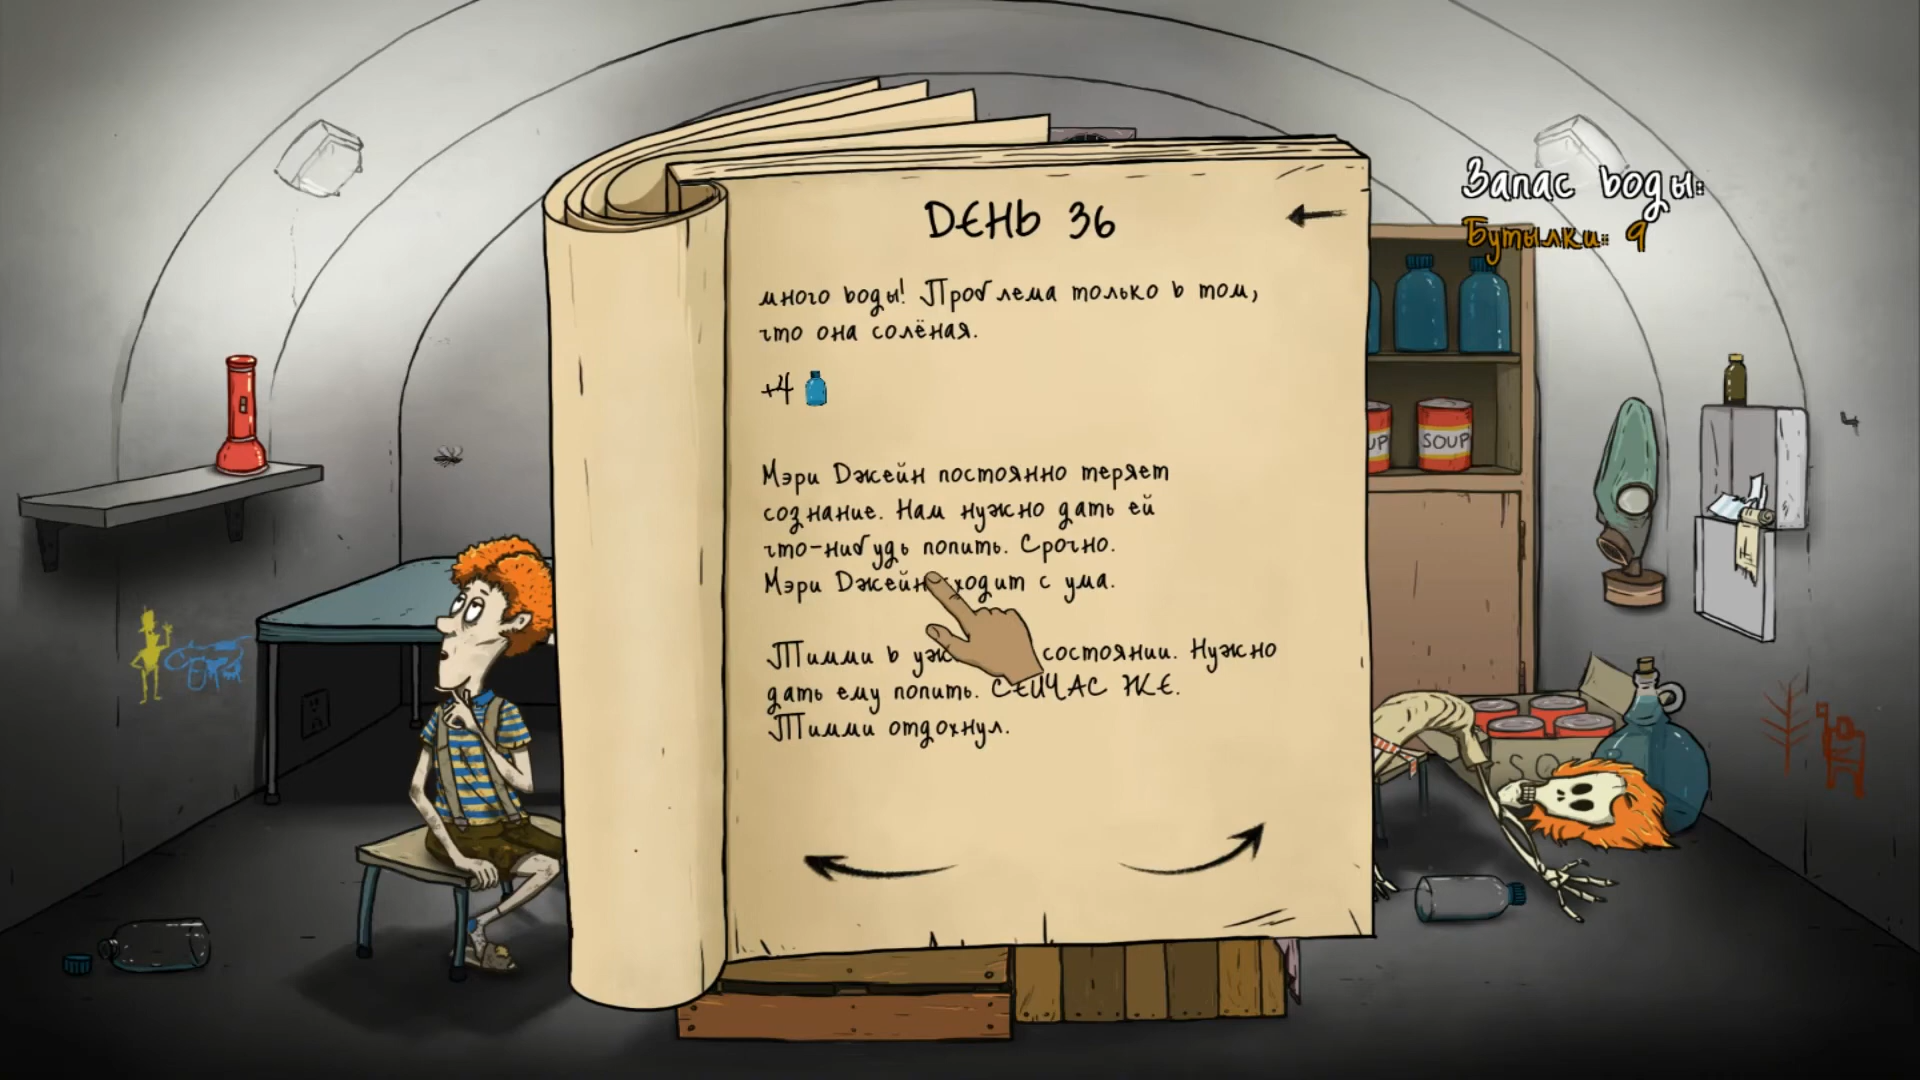 ДЕНЬ 36
Запас воды:
Бутылки: 9
много воды! Проблема только в том,
что она солёная.
+4
Мэри Джейн постоянно теряет
сознание. Нам нужно дать ей
что-нибудь попить. Срочно.
Мэри Джейн с ума.
Тимми в состоянии. Нужно
дать ему попить. СЕЙЧАС ЖЕ.
Тимми отдохнул.
UP
SOUP
SO